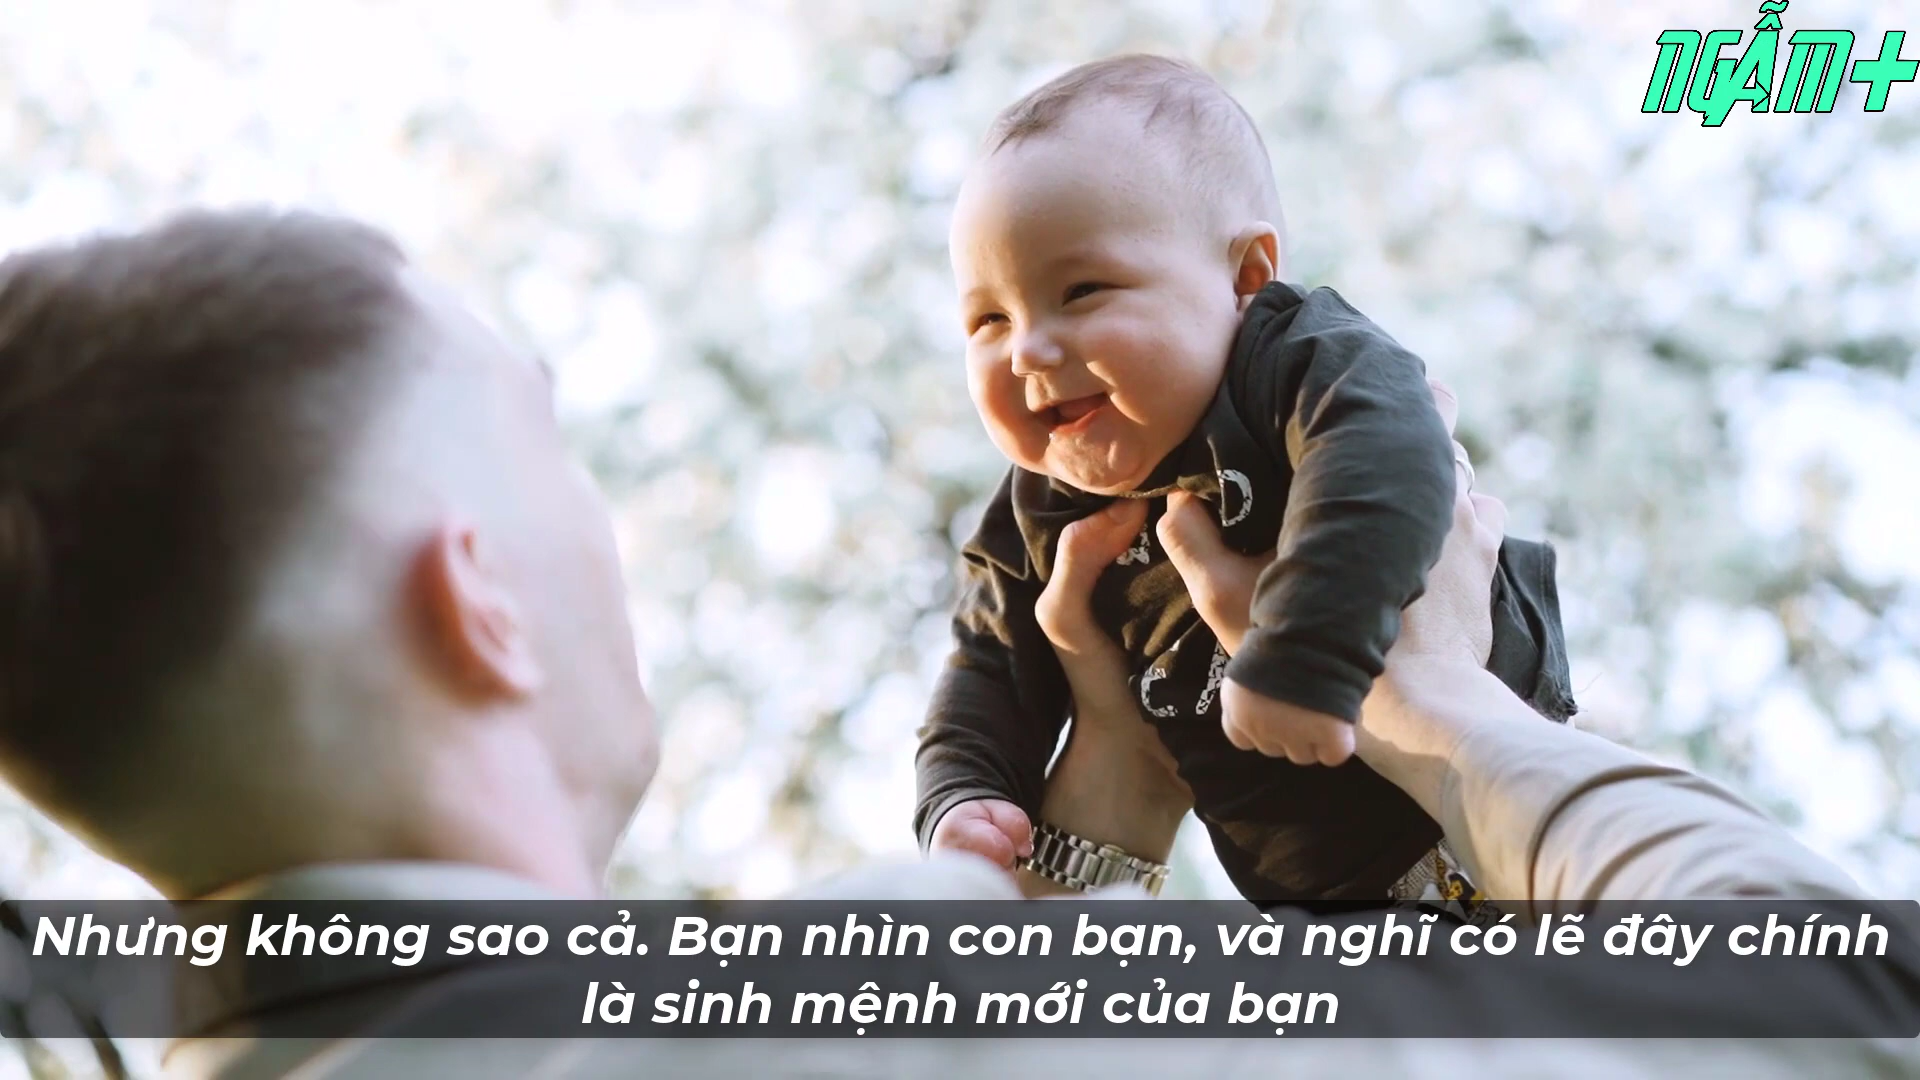 NGẪM+
Nhưng không sao cả. Bạn nhìn con bạn, và nghĩ có lẽ đây chính
là sinh mệnh mới của bạn